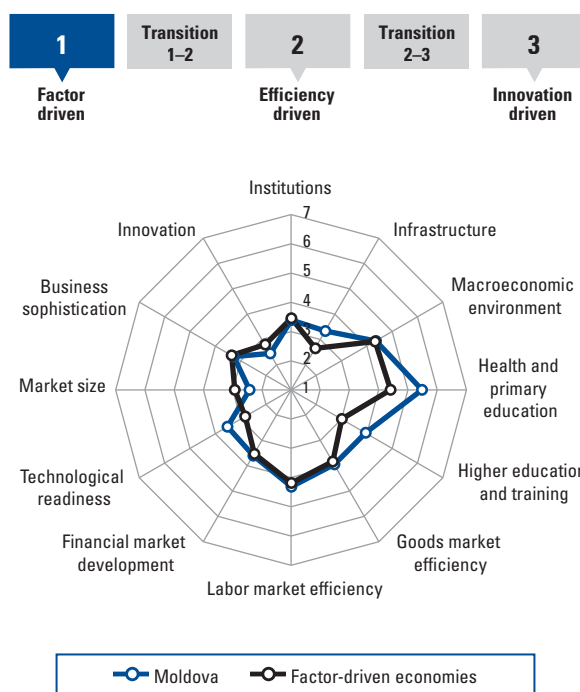 1
Transition
1–2
2
Transition
2–3
3
Factor
driven
Efficiency
driven
Innovation
driven
Institutions
7
Innovation
6
Infrastructure
5
Business
sophistication
Macroeconomic
environment
4
3
2
Market size
1
Health and
primary
education
Technological
readiness
Higher education
and training
Financial market
development
Goods market
efficiency
Labor market efficiency
Moldova
Factor-driven economies